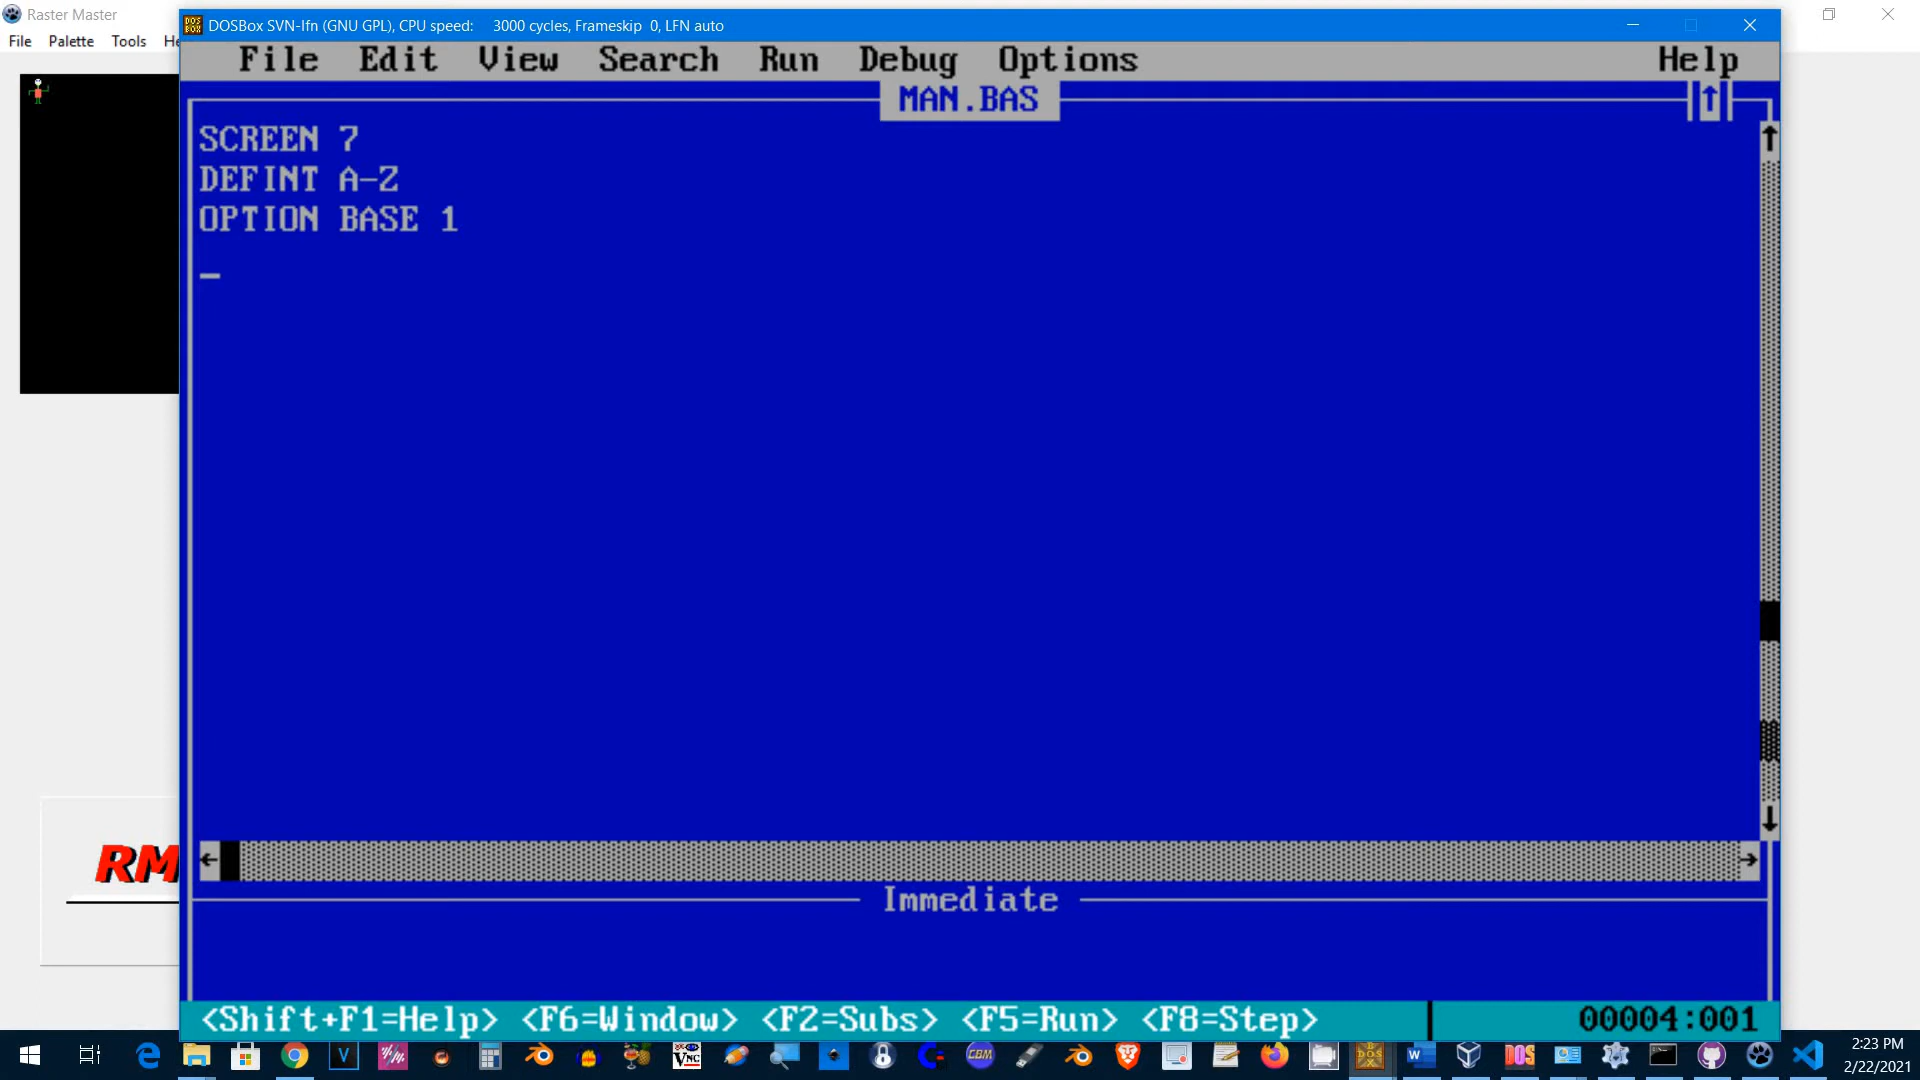 Raster Master
File Palette Tools He
DOSBox SVN-lfn (GNU GPL), CPU speed: 3000 cycles, Frameskip 0, LFN auto
File Edit View Search Run Debug Options Help
MAN.BAS
SCREEN 7
DEFINT A-Z
OPTION BASE 1
RM
Immediate
<Shift+F1=Help> <F6=Window> <F2=Subs> <F5=Run> <F8=Step> 00004:001
2:23 PM
2/22/2021